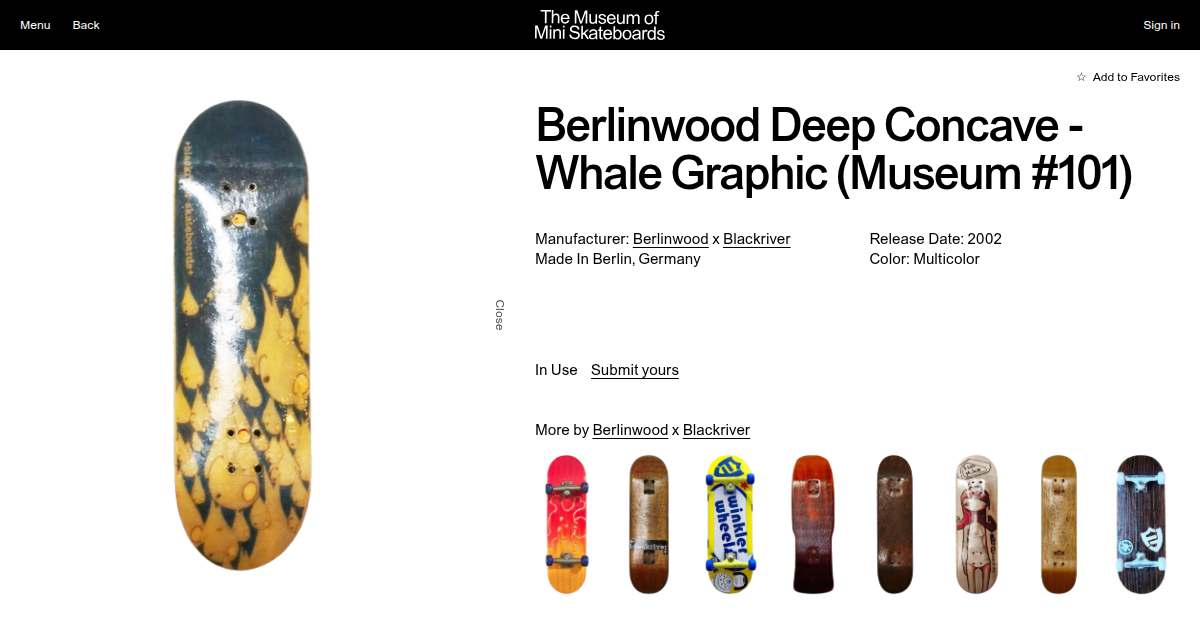 Menu
Back
The Museum of
Mini Skateboards
Sign in
☆ Add to Favorites
Berlinwood Deep Concave -
Whale Graphic (Museum #101)
Manufacturer: Berlinwood x Blackriver
Made In Berlin, Germany
Release Date: 2002
Color: Multicolor
Close
In Use
Submit yours
More by Berlinwood x Blackriver
skateboards
winkler
wheels